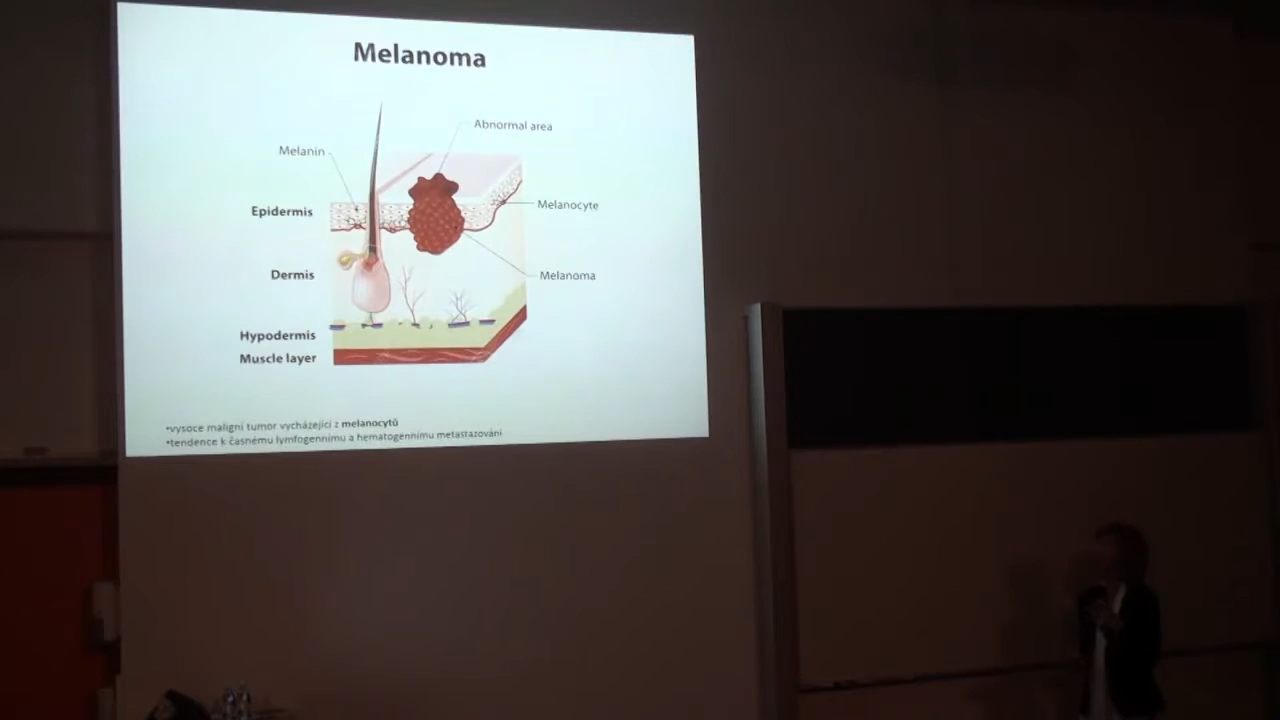 Melanoma
Abnormal area
Melanin
Melanocyte
Epidermis
Dermis
Melanoma
Hypodermis
Muscle layer
•vysoce maligní tumor vycházející z melanocytů
•tendence k časnému lymfogennímu a hematogennímu metastazování